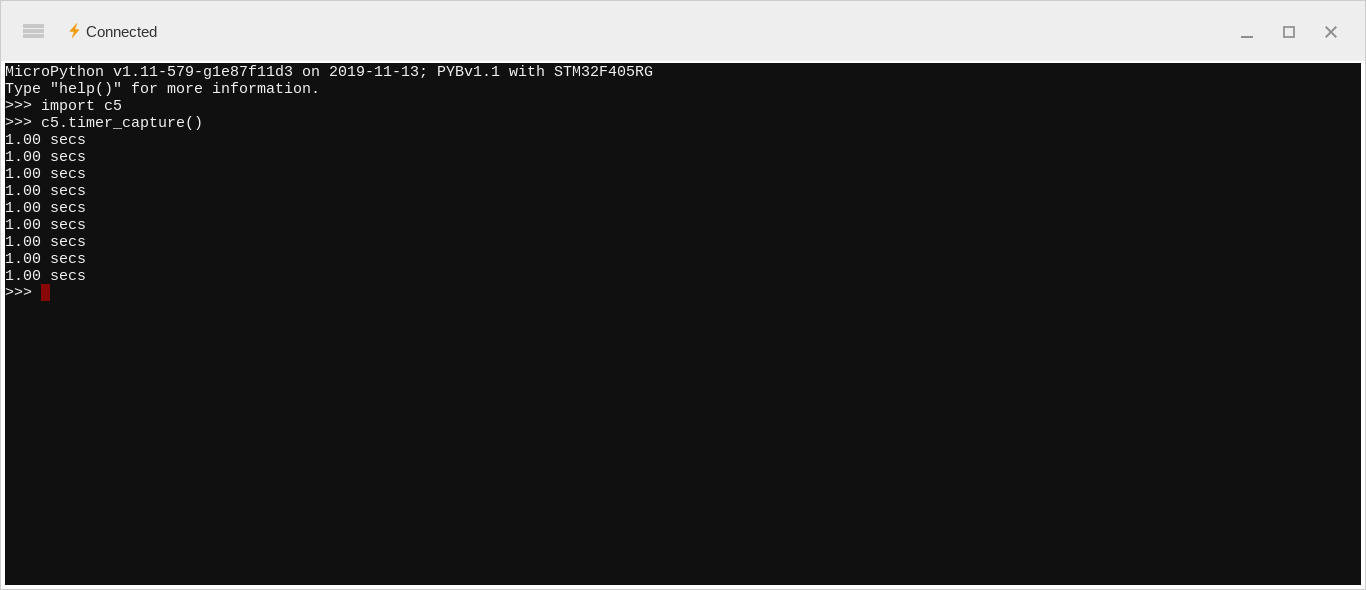 Connected
MicroPython v1.11-579-g1e87f11d3 on 2019-11-13; PYBv1.1 with STM32F405RG
Type "help()" for more information.
>>> import c5
>>> c5.timer_capture()
1.00 secs
1.00 secs
1.00 secs
1.00 secs
1.00 secs
1.00 secs
1.00 secs
1.00 secs
1.00 secs
>>>